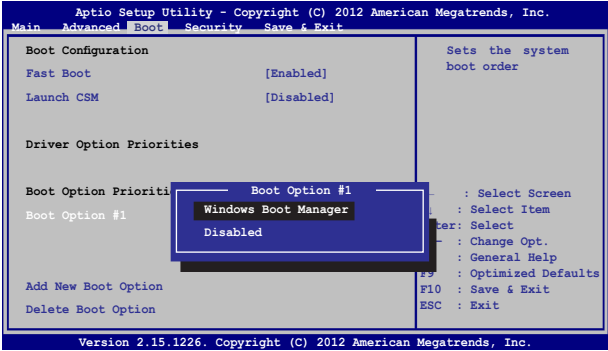 Aptio Setup Utility - Copyright (C) 2012 American Megatrends, Inc.
Main Advanced Boot Security Save & Exit
Boot Configuration
Fast Boot [Enabled]
Launch CSM [Disabled]
Driver Option Priorities
Boot Option Prioriti
Boot Option #1
Add New Boot Option
Delete Boot Option
Boot Option #1
Windows Boot Manager
Disabled
Sets the system
boot order
: Select Screen
: Select Item
ter: Select
: Change Opt.
: General Help
F9 : Optimized Defaults
F10 : Save & Exit
ESC : Exit
Version 2.15.1226. Copyright (C) 2012 American Megatrends, Inc.